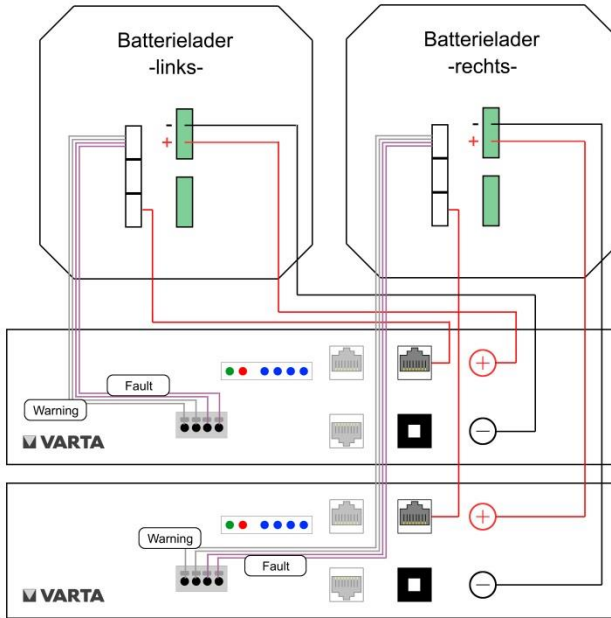 Batterielader
-links-
Batterielader
-rechts-
-
+
-
+
Fault
Warning
+
−
VARTA
Warning
Fault
+
−
VARTA